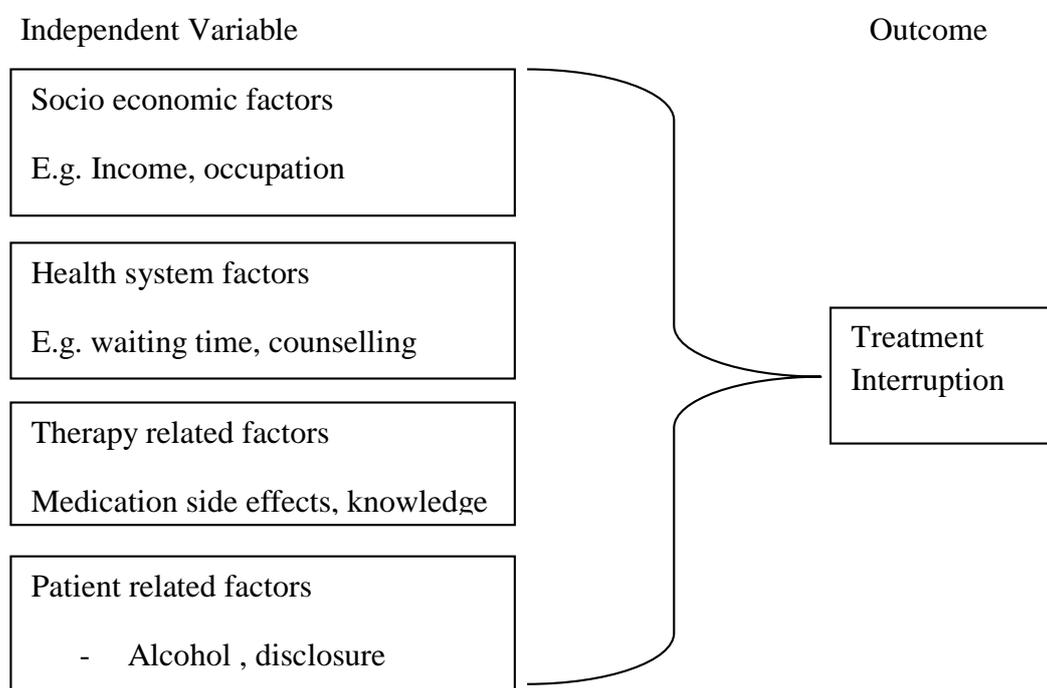 Independent Variable
Outcome
Socio economic factors
E.g. Income, occupation
Health system factors
E.g. waiting time, counselling
Therapy related factors
Medication side effects, knowledge
Patient related factors
- Alcohol , disclosure
Treatment
Interruption